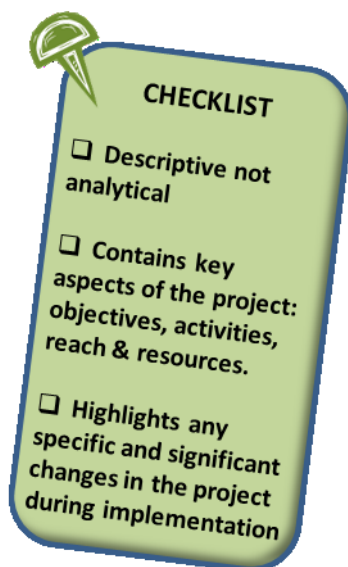 CHECKLIST
❑ Descriptive not
analytical
❑ Contains key
aspects of the project:
objectives, activities,
reach & resources.
❑ Highlights any
specific and significant
changes in the project
during implementation